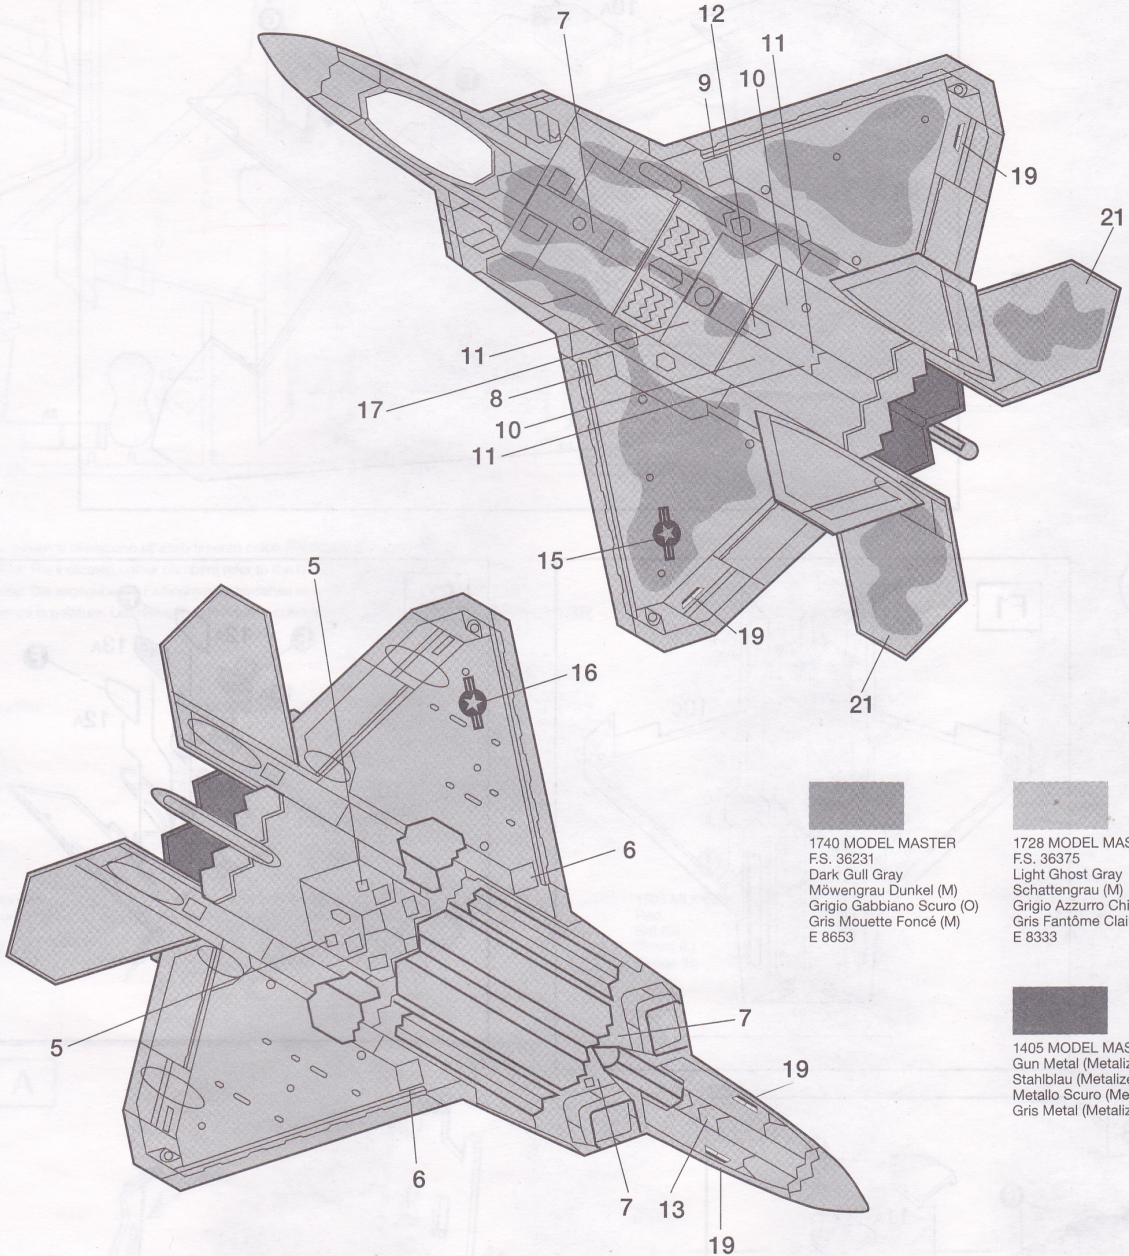 7
12
11
9
10
19
21
11
8
17
10
11
15
19
21
5
16
6
5
7
19
6
7
13
19
1740 MODEL MASTER
F.S. 36231
Dark Gull Gray
Möwengrau Dunkel (M)
Grigio Gabbiano Scuro (O)
Gris Mouette Foncé (M)
E 8653
1728 MODEL MAS
F.S. 36375
Light Ghost Gray
Schattengrau (M)
Grigio Azzurro Chi
Gris Fantôme Clai
E 8333
1405 MODEL MAS
Gun Metal (Metaliz
Stahlblau (Metalize
Metallo Scuro (Me
Gris Metal (Metaliz